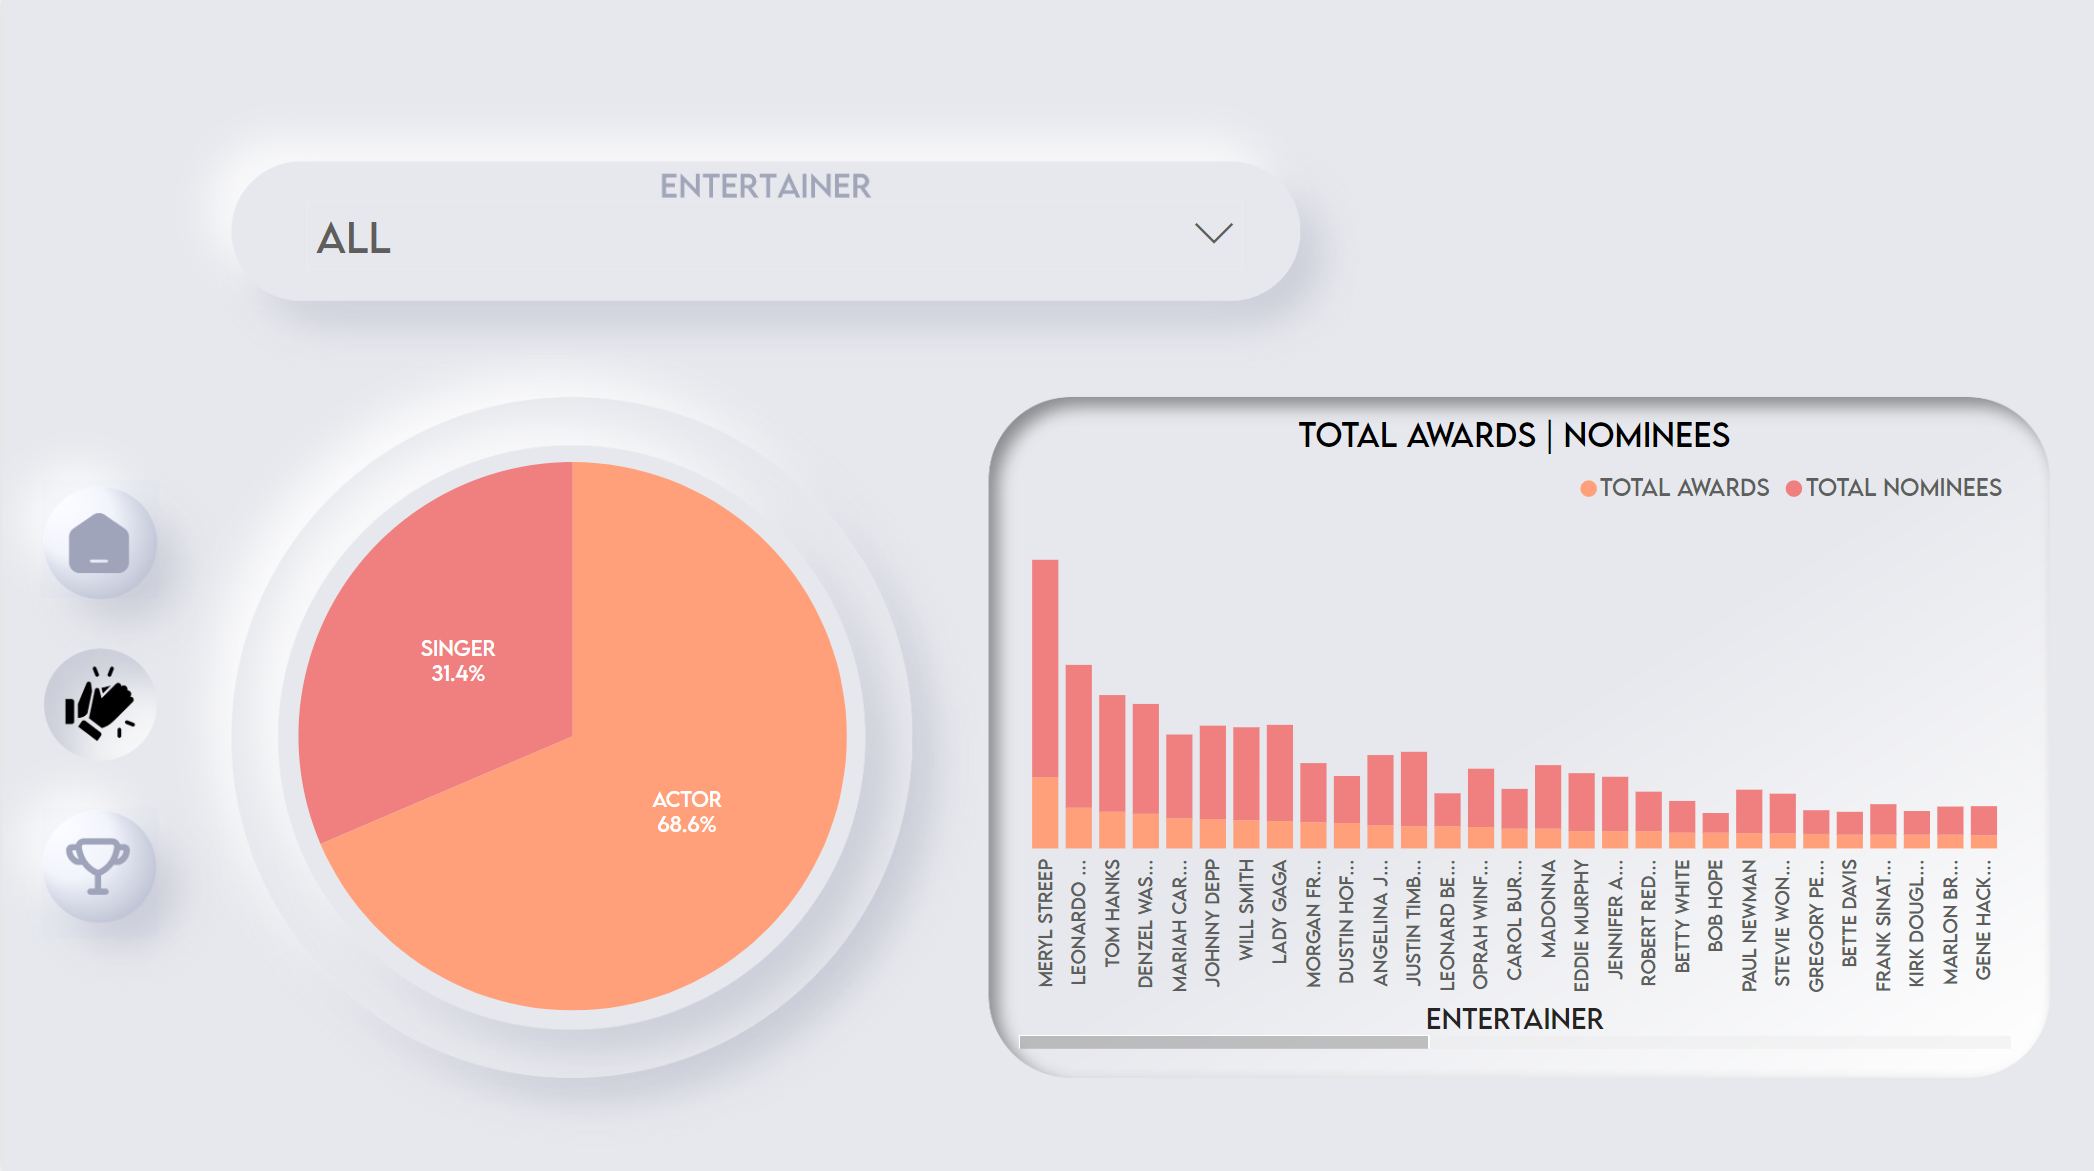 ENTERTAINER
ALL
SINGER
31.4%
ACTOR
68.6%
TOTAL AWARDS | NOMINEES
TOTAL AWARDS
TOTAL NOMINEES
MERYL STREEP
LEONARDO ...
TOM HANKS
DENZEL WAS...
MARIAH CAR...
JOHNNY DEPP
WILL SMITH
LADY GAGA
MORGAN FR...
DUSTIN HOF...
ANGELINA J...
JUSTIN TIMB...
LEONARD BE...
OPRAH WINF...
CAROL BUR...
MADONNA
EDDIE MURPHY
JENNIFER A...
ROBERT RED...
BETTY WHITE
BOB HOPE
PAUL NEWMAN
STEVIE WON...
GREGORY PE...
BETTE DAVIS
FRANK SINAT...
KIRK DOUGL...
MARLON BR...
GENE HACK...
ENTERTAINER